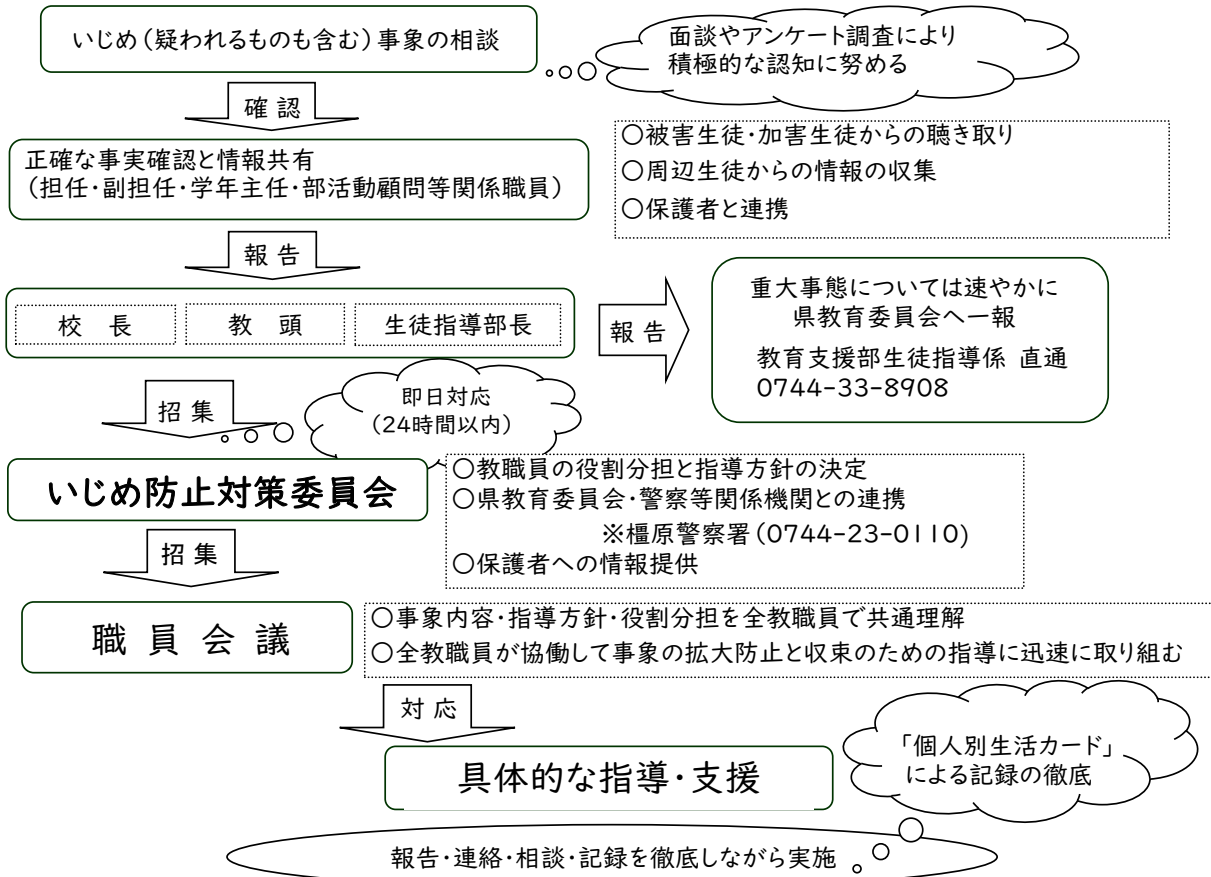 いじめ（疑われるものも含む）事象の相談
面談やアンケート調査により
積極的な認知に努める
確 認
正確な事実確認と情報共有
（担任・副担任・学年主任・部活動顧問等関係職員）
○被害生徒・加害生徒からの聴き取り
○周辺生徒からの情報の収集
○保護者と連携
報 告
校　長
教　頭
生徒指導部長
報 告
重大事態については速やかに
県教育委員会へ一報
教育支援部生徒指導係 直通
0744-33-8908
招 集
即日対応
（24時間以内）
いじめ防止対策委員会
○教職員の役割分担と指導方針の決定
○県教育委員会・警察等関係機関との連携
※橿原警察署（0744-23-0110）
○保護者への情報提供
招 集
職 員 会 議
○事象内容・指導方針・役割分担を全教職員で共通理解
○全教職員が協働して事象の拡大防止と収束のための指導に迅速に取り組む
対 応
具体的な指導・支援
「個人別生活カード」
による記録の徹底
報告・連絡・相談・記録を徹底しながら実施